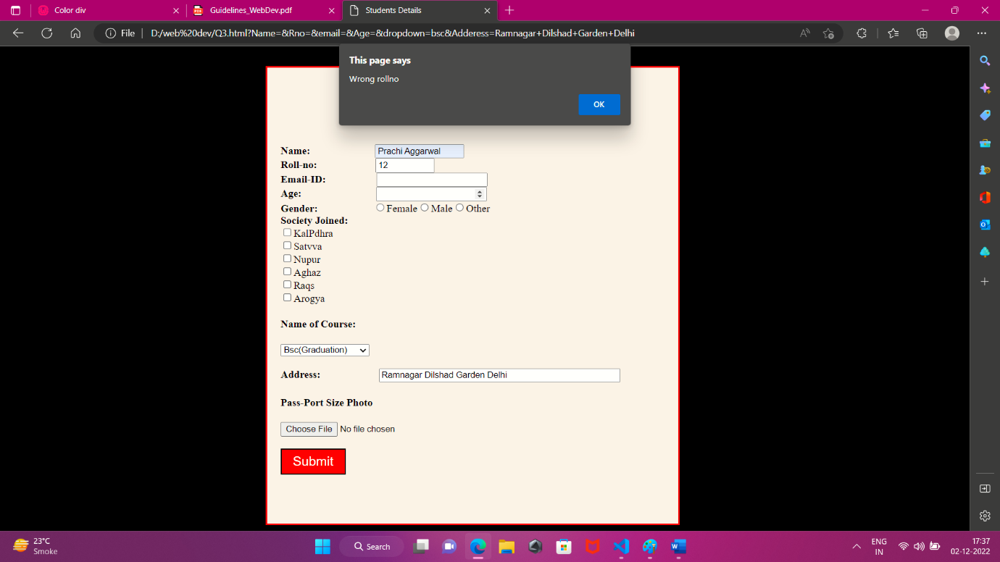 Color div
Guidelines_WebDev.pdf
Students Details
File
D:/web%20dev/Q3.html?Name=&Rno=&email=&Age=&dropdown=bsc&Adderess=Ramnagar+Dilshad+Garden+Delhi
This page says
Wrong rollno
OK
Name: Prachi Aggarwal
Roll-no: 12
Email-ID:
Age:
Gender: Female Male Other
Society Joined:
KalPdhra
Satvva
Nupur
Aghaz
Raqs
Arogya
Name of Course:
Bsc(Graduation)
Address: Ramnagar Dilshad Garden Delhi
Pass-Port Size Photo
Choose File No file chosen
Submit
23°C
Smoke
Search
ENG
IN
17:37
02-12-2022